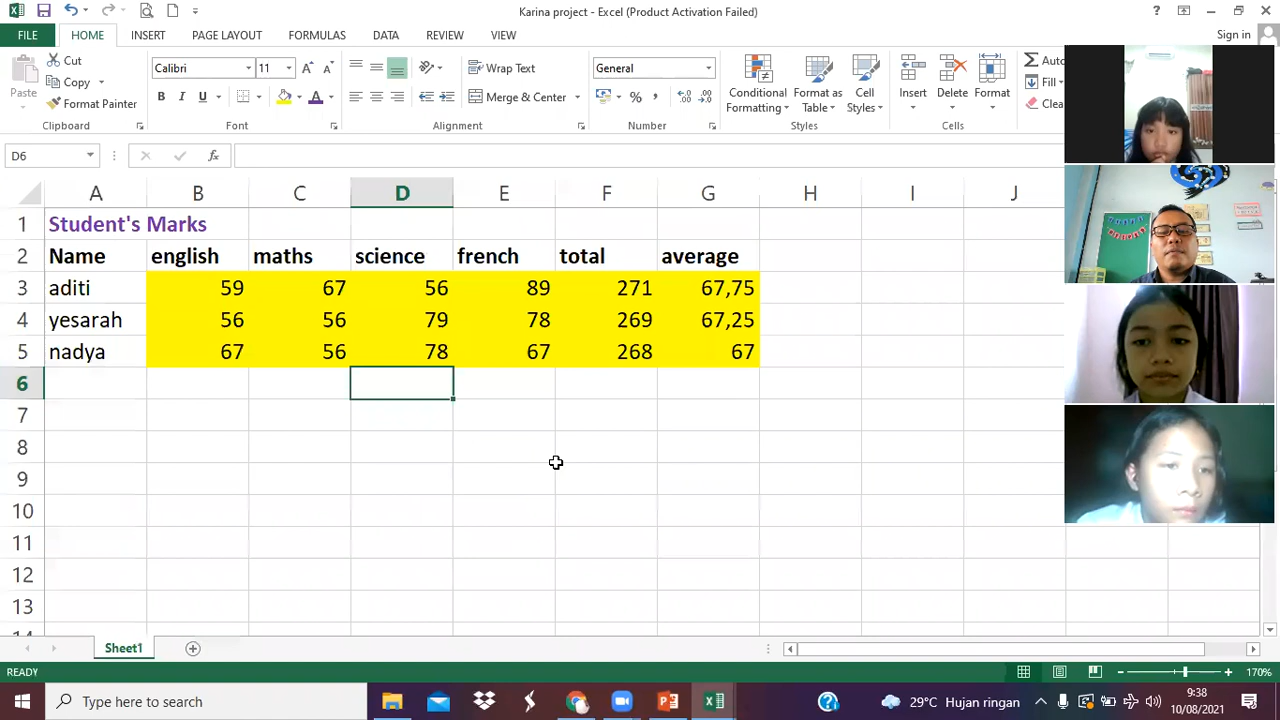 Karina project - Excel (Product Activation Failed)
FILE HOME INSERT PAGE LAYOUT FORMULAS DATA REVIEW VIEW Sign in
Paste
Cut
Copy
Format Painter
Clipboard
Calibri 11
B I U
Font
Wrap Text
Merge & Center
Alignment
General
Number
Conditional Formatting
Format as Table
Cell Styles
Styles
Insert
Delete
Format
Cells
Auto
Fill
Clea
D6
A B C D E F G H I J
1 Student's Marks
2 Name english maths science french total average
3 aditi 59 67 56 89 271 67,75
4 yesarah 56 56 79 78 269 67,25
5 nadya 67 56 78 67 268 67
6
7
8
9
10
11
12
13
14
Sheet1
READY 170%
Type here to search
29°C Hujan ringan
9:38
10/08/2021